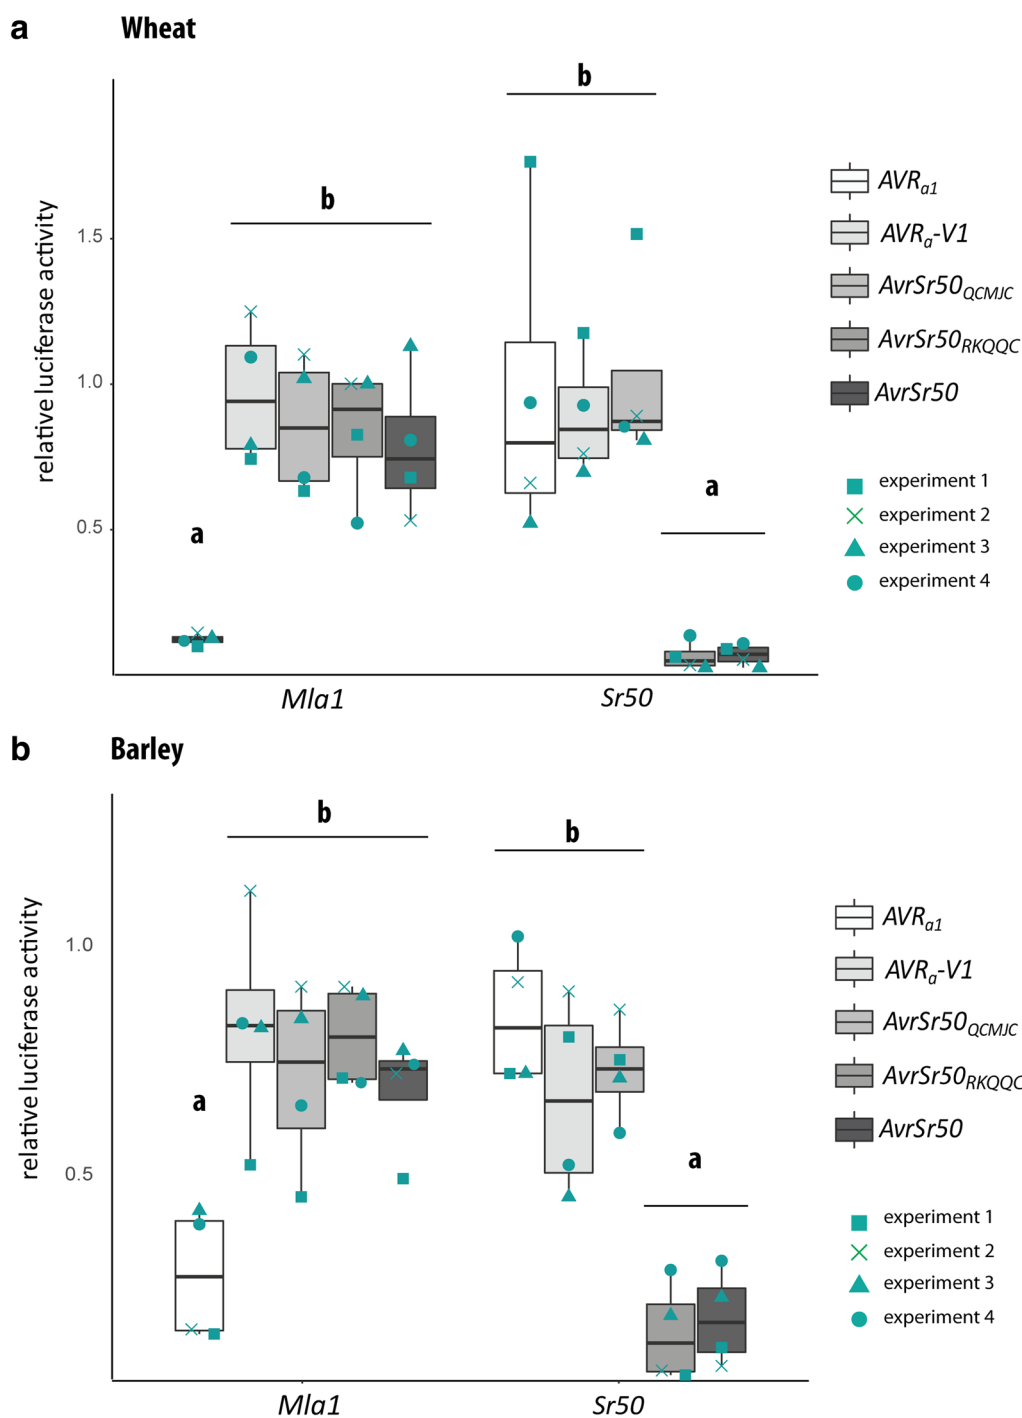 a Wheat
b
b
1.5
1.0
0.5
relative luciferase activity
a
a
Mla1 Sr50
AVRa1
AVRa-V1
AvrSr50QCMJC
AvrSr50RKQQC
AvrSr50
experiment 1
experiment 2
experiment 3
experiment 4
b Barley
b
b
1.0
0.5
relative luciferase activity
a
a
Mla1 Sr50
AVRa1
AVRa-V1
AvrSr50QCMJC
AvrSr50RKQQC
AvrSr50
experiment 1
experiment 2
experiment 3
experiment 4